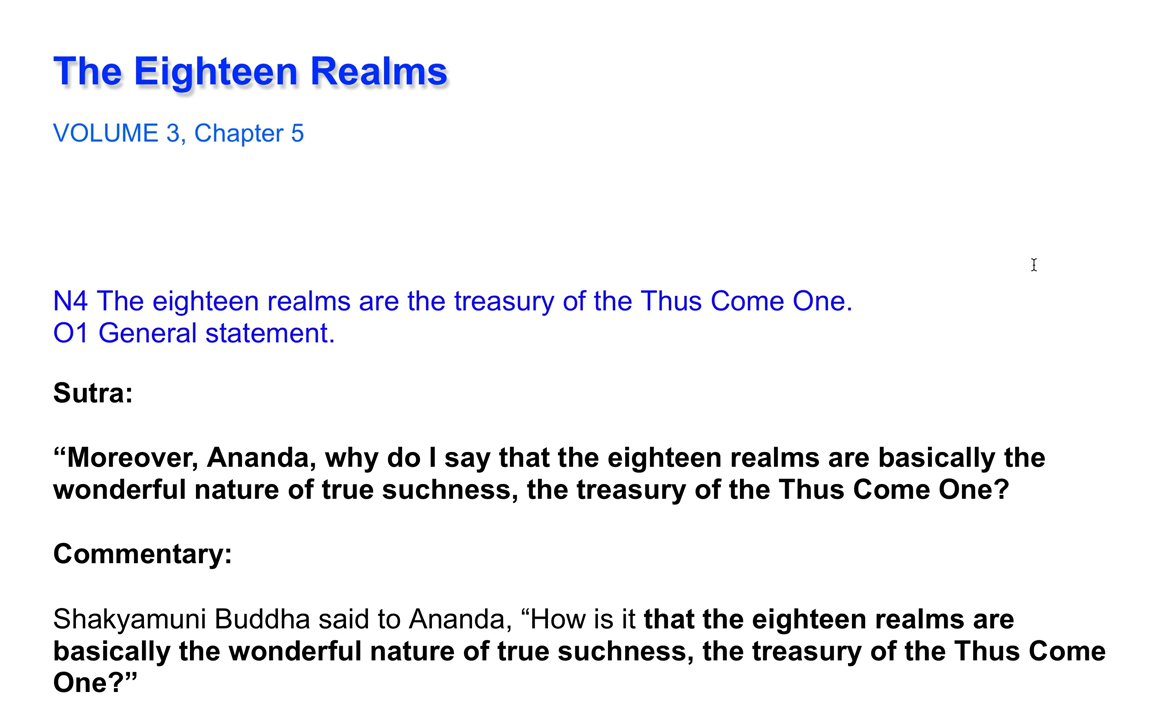 The Eighteen Realms
VOLUME 3, Chapter 5
N4 The eighteen realms are the treasury of the Thus Come One.
O1 General statement.
Sutra:
“Moreover, Ananda, why do I say that the eighteen realms are basically the
wonderful nature of true suchness, the treasury of the Thus Come One?
Commentary:
Shakyamuni Buddha said to Ananda, “How is it that the eighteen realms are
basically the wonderful nature of true suchness, the treasury of the Thus Come
One?”